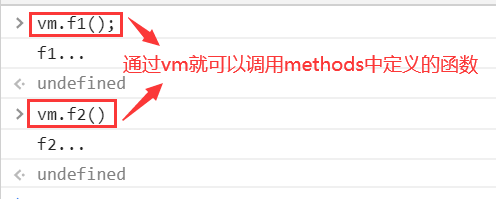 > vm.f1();
f1...
通过vm就可以调用methods中定义的函数
undefined
> vm.f2()
f2...
undefined